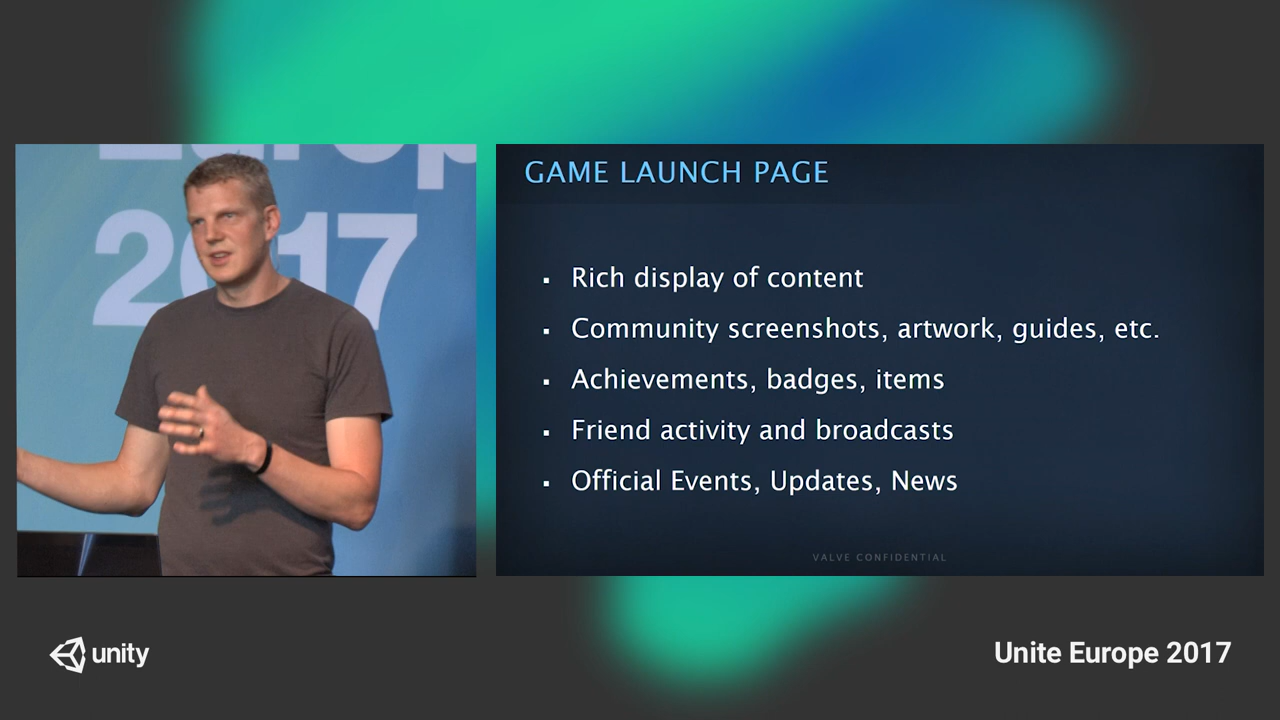 Europ
2017
GAME LAUNCH PAGE
▪ Rich display of content
▪ Community screenshots, artwork, guides, etc.
▪ Achievements, badges, items
▪ Friend activity and broadcasts
▪ Official Events, Updates, News
VALVE CONFIDENTIAL
unity
Unite Europe 2017